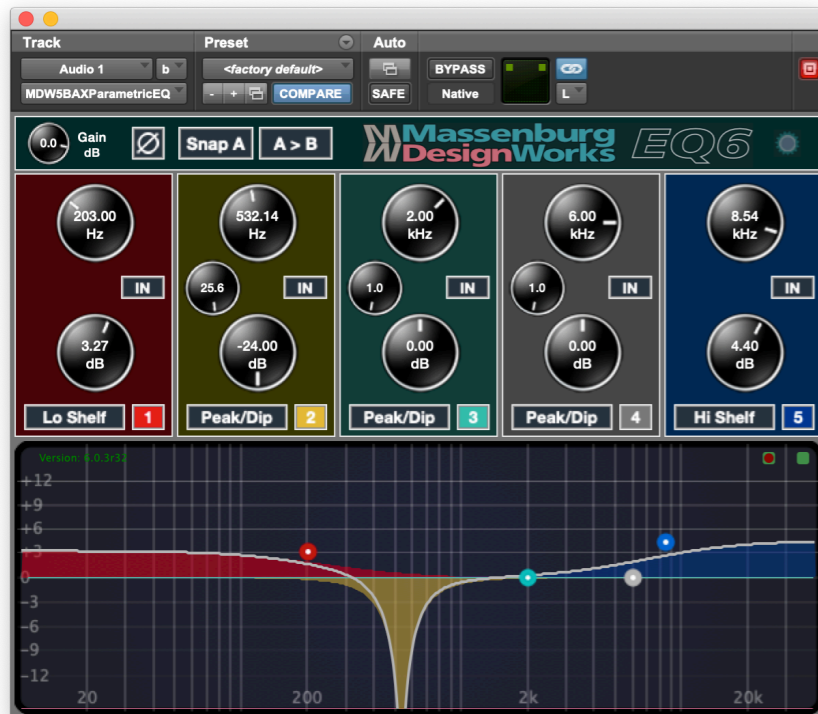 Track Preset Auto
Audio 1 b <factory default> BYPASS
MDW5BAXParametricEQ - + COMPARE SAFE Native L
0.0 Gain dB Ø Snap A A > B Massenburg DesignWorks EQ6
203.00 Hz 532.14 Hz 2.00 kHz 6.00 kHz 8.54 kHz
IN 25.6 IN 1.0 IN 1.0 IN IN
3.27 dB -24.00 dB 0.00 dB 0.00 dB 4.40 dB
Lo Shelf 1 Peak/Dip 2 Peak/Dip 3 Peak/Dip 4 Hi Shelf 5
Version: 6.0.3r32
+12
+9
+6
+3
0
-3
-6
-9
-12
20 200 2k 20k